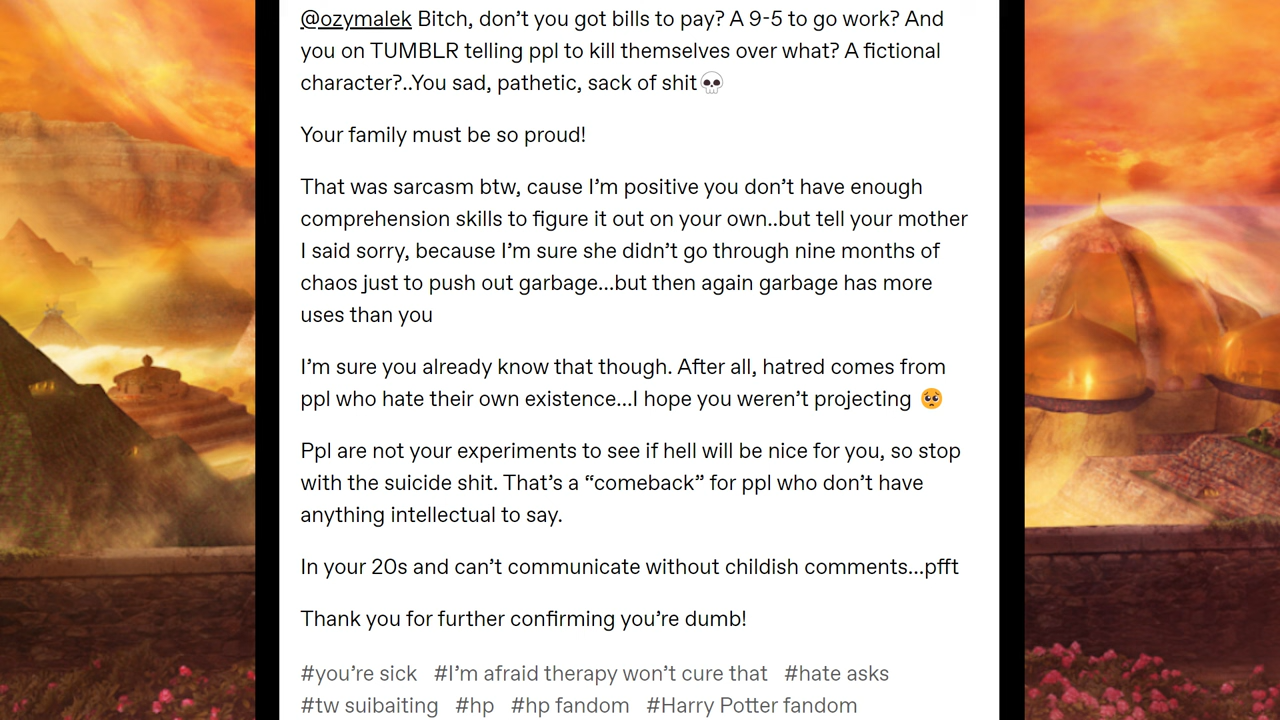 @ozymalek Bitch, don’t you got bills to pay? A 9-5 to go work? And
you on TUMBLR telling ppl to kill themselves over what? A fictional
character?..You sad, pathetic, sack of shit💀
Your family must be so proud!
That was sarcasm btw, cause I’m positive you don’t have enough
comprehension skills to figure it out on your own..but tell your mother
I said sorry, because I’m sure she didn’t go through nine months of
chaos just to push out garbage...but then again garbage has more
uses than you
I’m sure you already know that though. After all, hatred comes from
ppl who hate their own existence...I hope you weren’t projecting 🥺
Ppl are not your experiments to see if hell will be nice for you, so stop
with the suicide shit. That’s a “comeback” for ppl who don’t have
anything intellectual to say.
In your 20s and can’t communicate without childish comments...pfft
Thank you for further confirming you’re dumb!
#you’re sick #I’m afraid therapy won’t cure that #hate asks
#tw suibaiting #hp #hp fandom #Harry Potter fandom